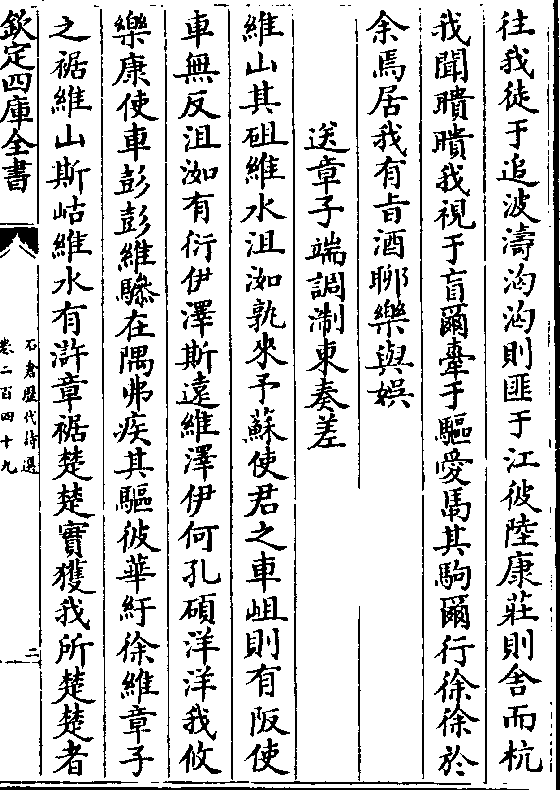 往我徒于追波濤洶洶則匪于江彼陸康莊則舍而杭
我聞聵聵我視于盲爾牽于驅愛焉其駒爾行徐徐於
余焉居我有旨酒聊樂與娛
送章子端調淛東奏差
維山其砠維水沮洳孰來予蘇使君之車岨則有阪使
車無反沮洳有衍伊澤斯遠維澤伊何孔碩洋洋我攸
樂康使車彭彭維驂在隅弗疾其驅彼華紆徐維章子
之裾維山斯岵維水有滸章裾楚楚實獲我所楚楚者
欽定四庫全書
石倉歷代詩選
卷二百四十九
二